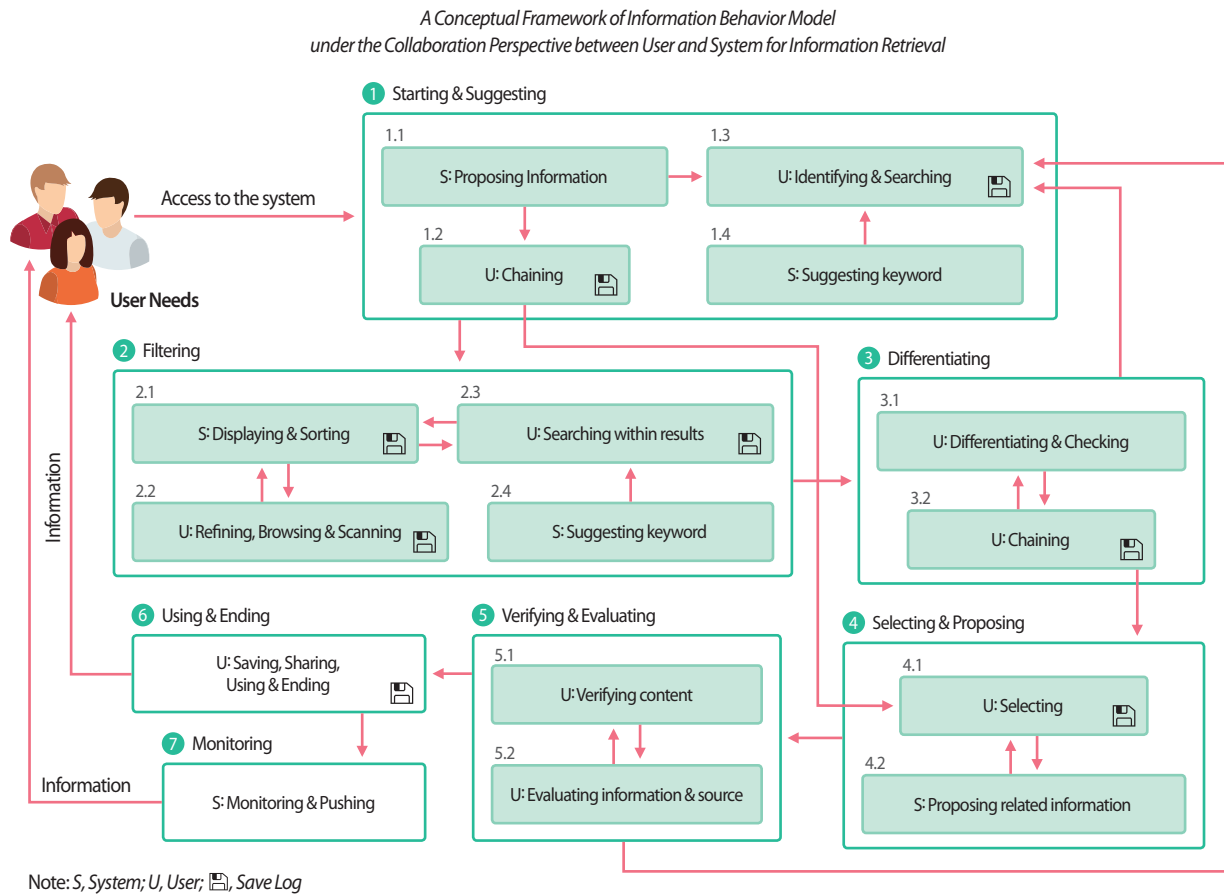 A Conceptual Framework of Information Behavior Model
under the Collaboration Perspective between User and System for Information Retrieval
1 Starting & Suggesting
1.1
S: Proposing Information
1.3
U: Identifying & Searching
1.2
U: Chaining
1.4
S: Suggesting keyword
Access to the system
User Needs
2 Filtering
2.1
S: Displaying & Sorting
2.3
U: Searching within results
2.2
U: Refining, Browsing & Scanning
2.4
S: Suggesting keyword
3 Differentiating
3.1
U: Differentiating & Checking
3.2
U: Chaining
Information
6 Using & Ending
U: Saving, Sharing,
Using & Ending
5 Verifying & Evaluating
5.1
U: Verifying content
5.2
U: Evaluating information & source
4 Selecting & Proposing
4.1
U: Selecting
4.2
S: Proposing related information
7 Monitoring
S: Monitoring & Pushing
Information
Note: S, System; U, User; , Save Log